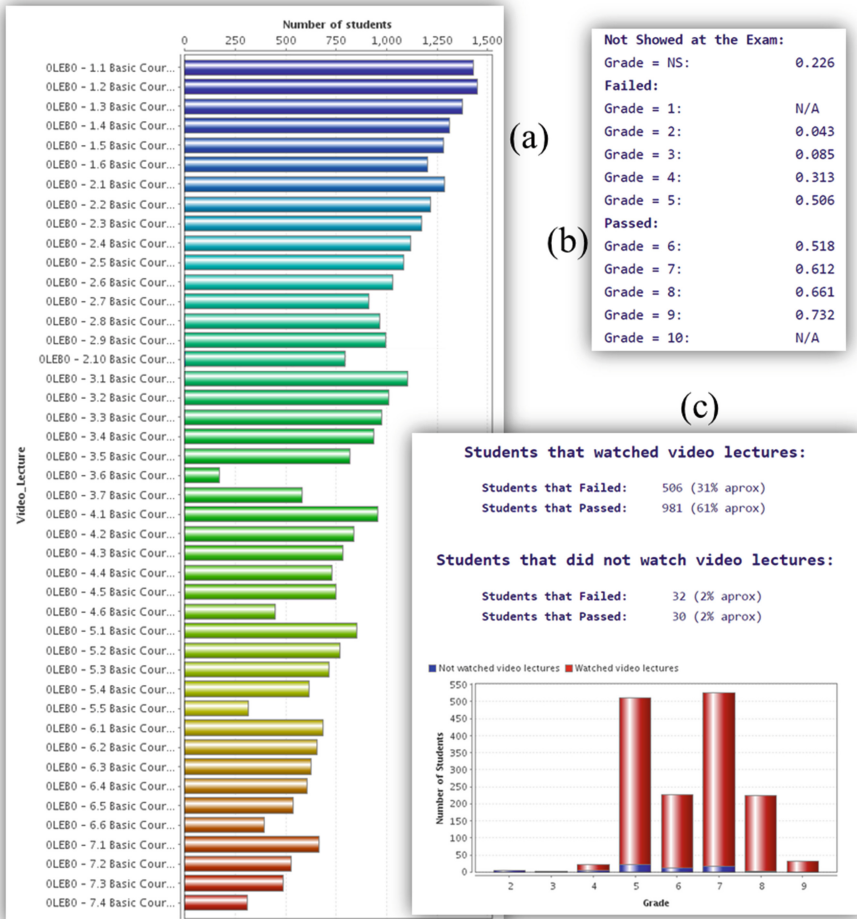 Number of students
0 250 500 750 1,000 1,250 1,500
Video_Lecture
OLEB0 - 1.1 Basic Cour...
OLEB0 - 1.2 Basic Cour...
OLEB0 - 1.3 Basic Cour...
OLEB0 - 1.4 Basic Cour...
OLEB0 - 1.5 Basic Cour...
OLEB0 - 1.6 Basic Cour...
OLEB0 - 2.1 Basic Cour...
OLEB0 - 2.2 Basic Cour...
OLEB0 - 2.3 Basic Cour...
OLEB0 - 2.4 Basic Cour...
OLEB0 - 2.5 Basic Cour...
OLEB0 - 2.6 Basic Cour...
OLEB0 - 2.7 Basic Cour...
OLEB0 - 2.8 Basic Cour...
OLEB0 - 2.9 Basic Cour...
OLEB0 - 2.10 Basic Cour...
OLEB0 - 3.1 Basic Cour...
OLEB0 - 3.2 Basic Cour...
OLEB0 - 3.3 Basic Cour...
OLEB0 - 3.4 Basic Cour...
OLEB0 - 3.5 Basic Cour...
OLEB0 - 3.6 Basic Cour...
OLEB0 - 3.7 Basic Cour...
OLEB0 - 4.1 Basic Cour...
OLEB0 - 4.2 Basic Cour...
OLEB0 - 4.3 Basic Cour...
OLEB0 - 4.4 Basic Cour...
OLEB0 - 4.5 Basic Cour...
OLEB0 - 4.6 Basic Cour...
OLEB0 - 5.1 Basic Cour...
OLEB0 - 5.2 Basic Cour...
OLEB0 - 5.3 Basic Cour...
OLEB0 - 5.4 Basic Cour...
OLEB0 - 5.5 Basic Cour...
OLEB0 - 6.1 Basic Cour...
OLEB0 - 6.2 Basic Cour...
OLEB0 - 6.3 Basic Cour...
OLEB0 - 6.4 Basic Cour...
OLEB0 - 6.5 Basic Cour...
OLEB0 - 6.6 Basic Cour...
OLEB0 - 7.1 Basic Cour...
OLEB0 - 7.2 Basic Cour...
OLEB0 - 7.3 Basic Cour...
OLEB0 - 7.4 Basic Cour...
(a)
(b)
Not Showed at the Exam:
Grade = NS: 0.226
Failed:
Grade = 1: N/A
Grade = 2: 0.043
Grade = 3: 0.085
Grade = 4: 0.313
Grade = 5: 0.506
Passed:
Grade = 6: 0.518
Grade = 7: 0.612
Grade = 8: 0.661
Grade = 9: 0.732
Grade = 10: N/A
(c)
Students that watched video lectures:
Students that Failed: 506 (31% aprox)
Students that Passed: 981 (61% aprox)
Students that did not watch video lectures:
Students that Failed: 32 (2% aprox)
Students that Passed: 30 (2% aprox)
Not watched video lectures Watched video lectures
Number of Students
550
500
450
400
350
300
250
200
150
100
50
0
2 3 4 5 6 7 8 9
Grade